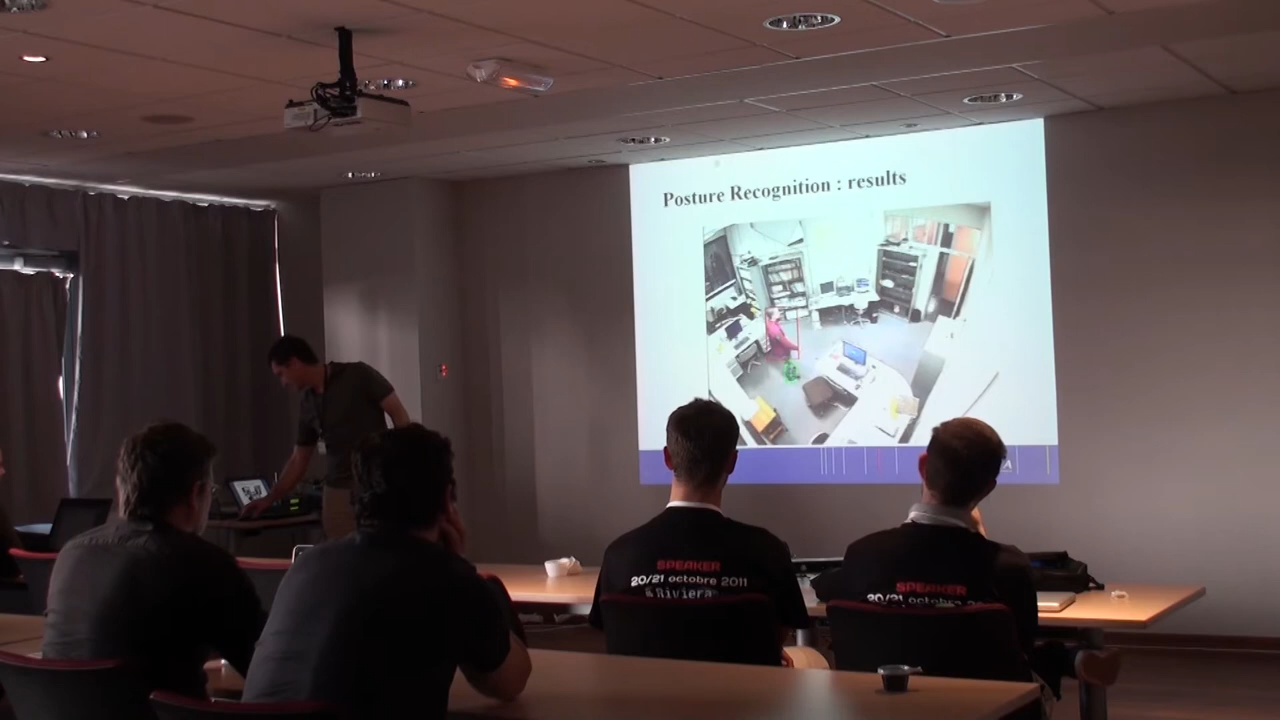 Posture Recognition : results
SPEAKER
20/21 octobre 2011
Riviera
SPEAKER
20/21 octobre